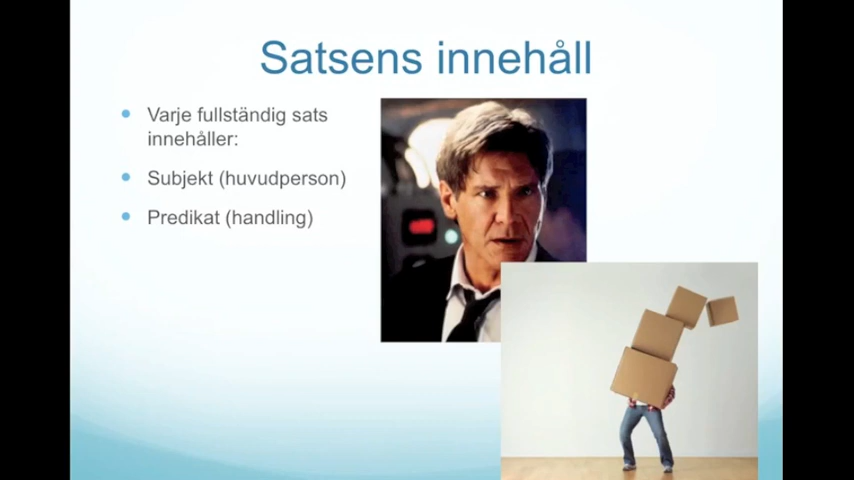 Satsens innehåll
Varje fullständig sats
innehåller:
Subjekt (huvudperson)
Predikat (handling)